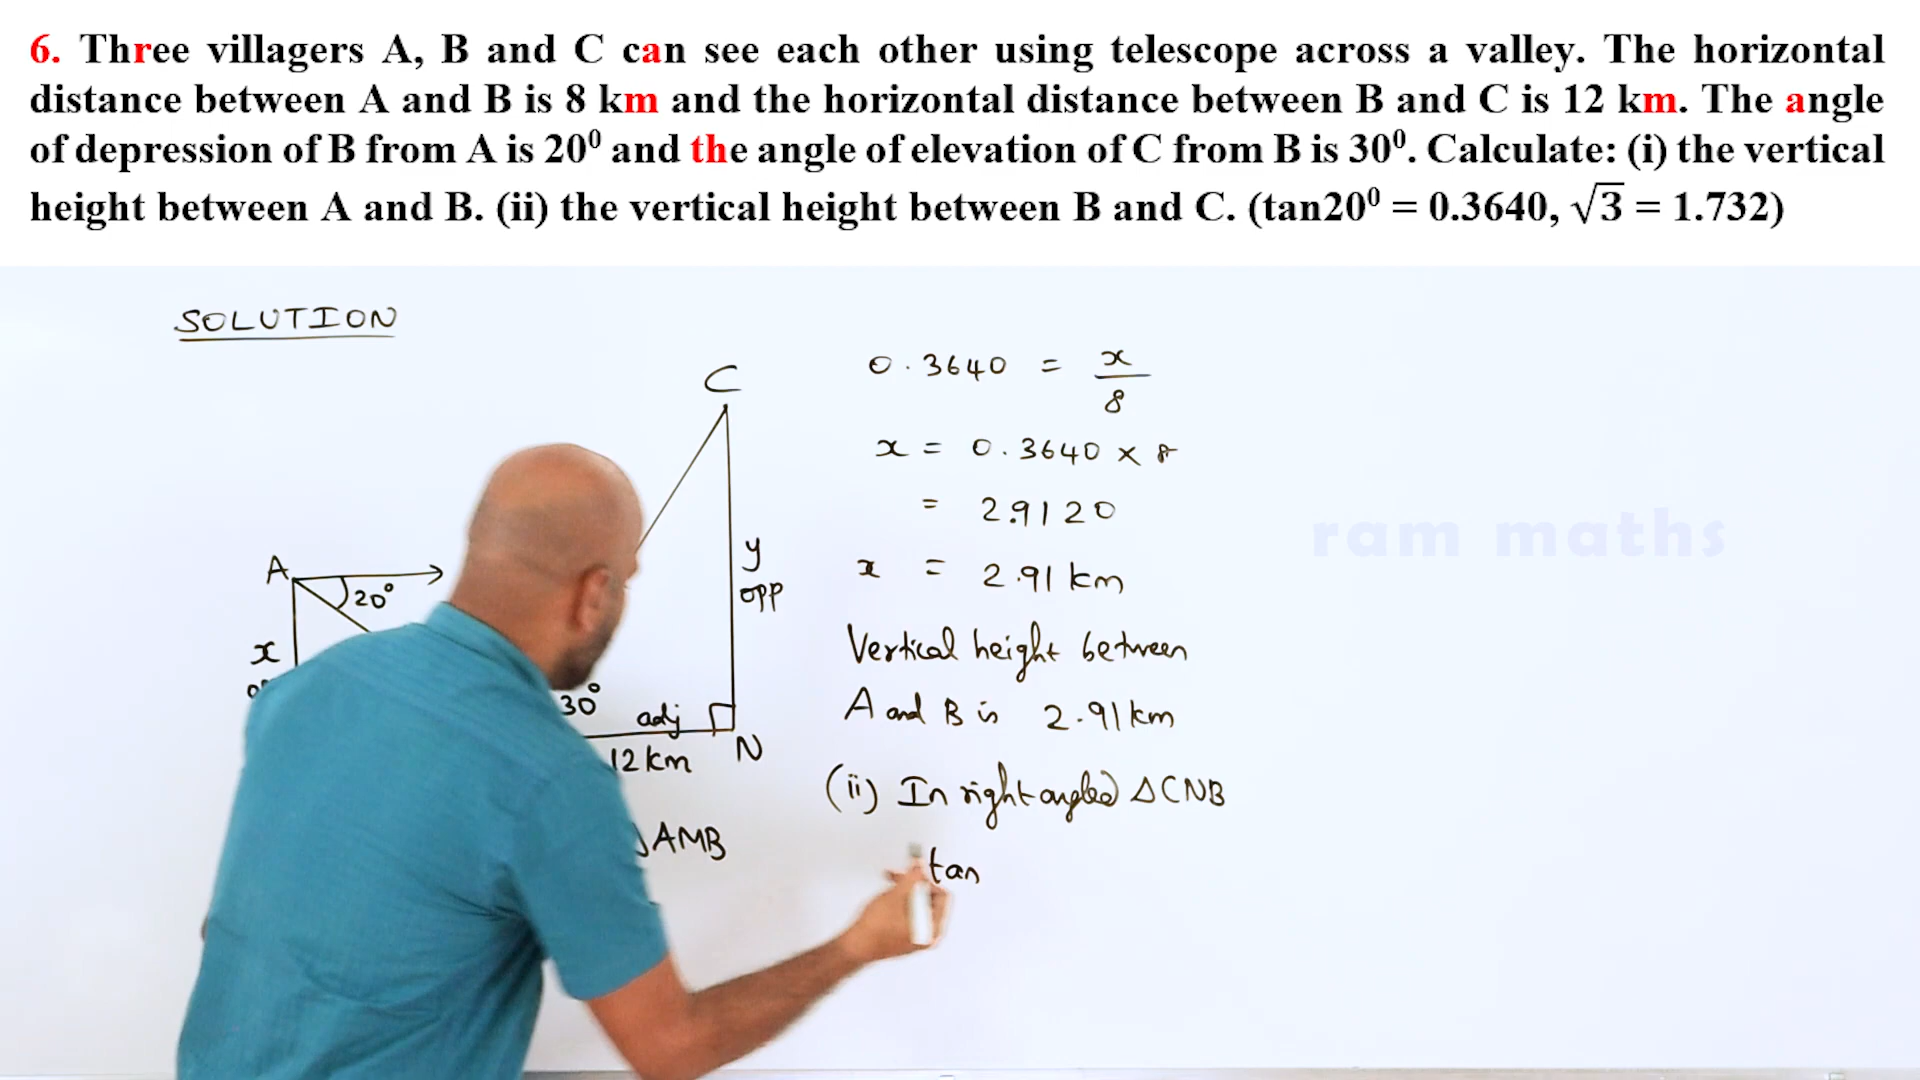 6. Three villagers A, B and C can see each other using telescope across a valley. The horizontal
distance between A and B is 8 km and the horizontal distance between B and C is 12 km. The angle
of depression of B from A is 20⁰ and the angle of elevation of C from B is 30⁰. Calculate: (i) the vertical
height between A and B. (ii) the vertical height between B and C. (tan20⁰ = 0.3640, √3 = 1.732)
SOLUTION
C
A
20°
x
y
opp
30°
adj
12 km
N
AMB
0.3640 = x/8
x = 0.3640 × 8
= 2.9120
x = 2.91 km
Vertical height between
A and B is 2.91 km
(ii) In right angled ΔCNB
tan
ram maths